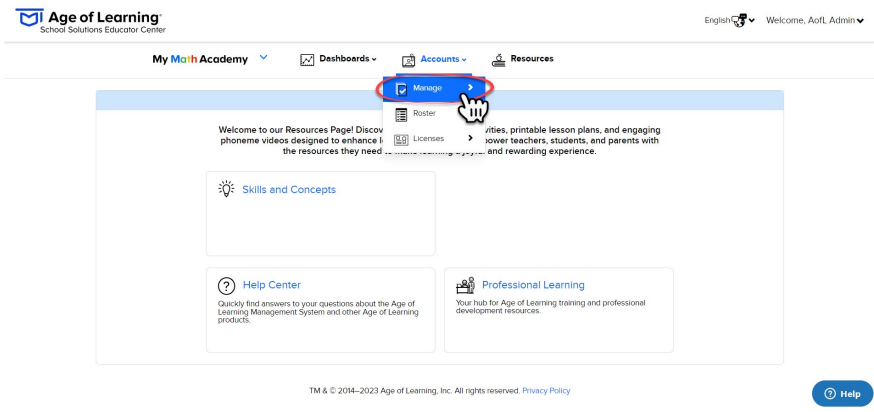 Age of Learning®
School Solutions Educator Center
English
Welcome, AofL Admin
My Math Academy
Dashboards
Accounts
Resources
Manage
Roster
Licenses
Welcome to our Resources Page! Discov vities, printable lesson plans, and engaging
phoneme videos designed to enhance l power teachers, students, and parents with
the resources they need and rewarding experience.
Skills and Concepts
Help Center
Quickly find answers to your questions about the Age of
Learning Management System and other Age of Learning
products.
Professional Learning
Your hub for Age of Learning training and professional
development resources.
TM & © 2014–2023 Age of Learning, Inc. All rights reserved. Privacy Policy
Help